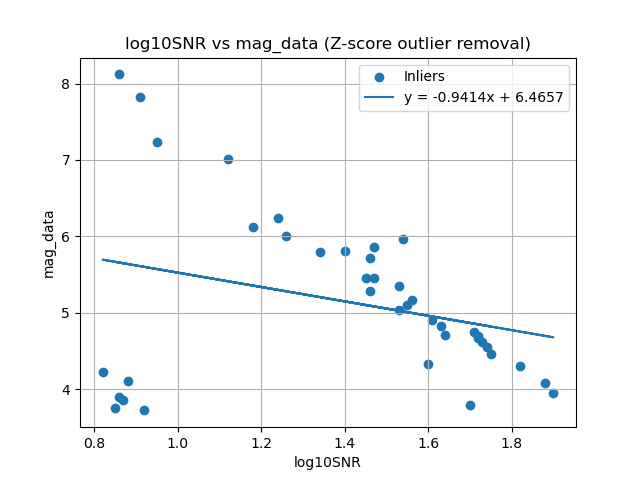 log10SNR vs mag_data (Z-score outlier removal)
Inliers
y = -0.9414x + 6.4657
mag_data
8
7
6
5
4
0.8 1.0 1.2 1.4 1.6 1.8
log10SNR